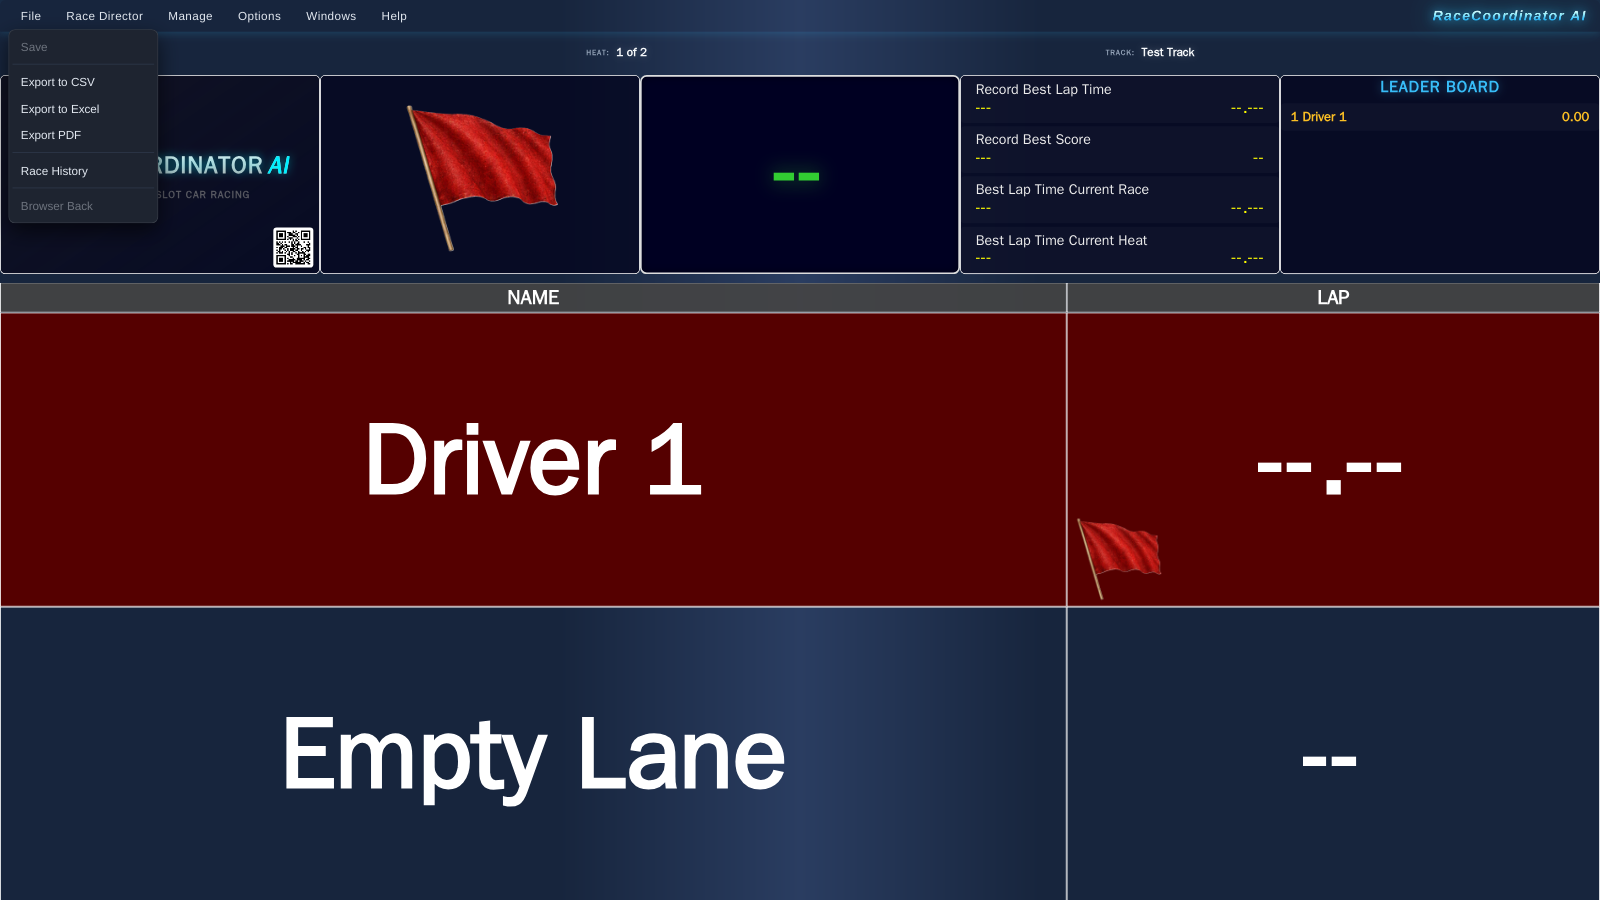 File Race Director Manage Options Windows Help
RaceCoordinator AI
HEAT: 1 of 2
TRACK: Test Track
Save
Export to CSV
Export to Excel
Export PDF
Race History
Browser Back
RDINATOR AI
SLOT CAR RACING
--
Record Best Lap Time
--- --.---
Record Best Score
--- --
Best Lap Time Current Race
--- --.---
Best Lap Time Current Heat
--- --.---
LEADER BOARD
1 Driver 1 0.00
NAME LAP
Driver 1 --.--
Empty Lane --